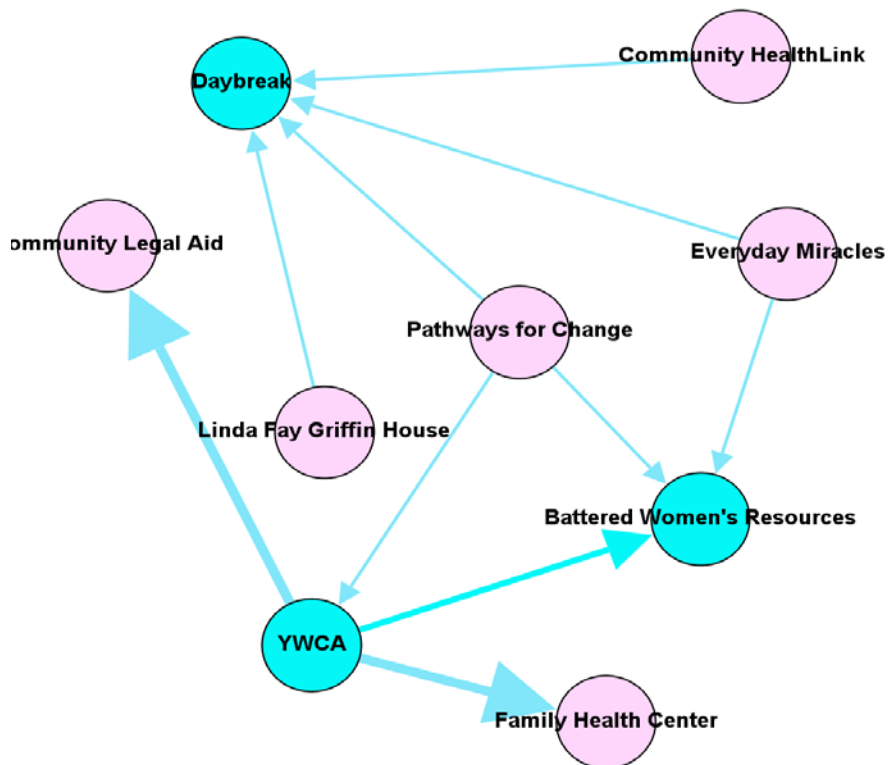 Community HealthLink
Daybreak
ommunity Legal Aid
Everyday Miracles
Pathways for Change
Linda Fay Griffin House
Battered Women's Resources
YWCA
Family Health Center